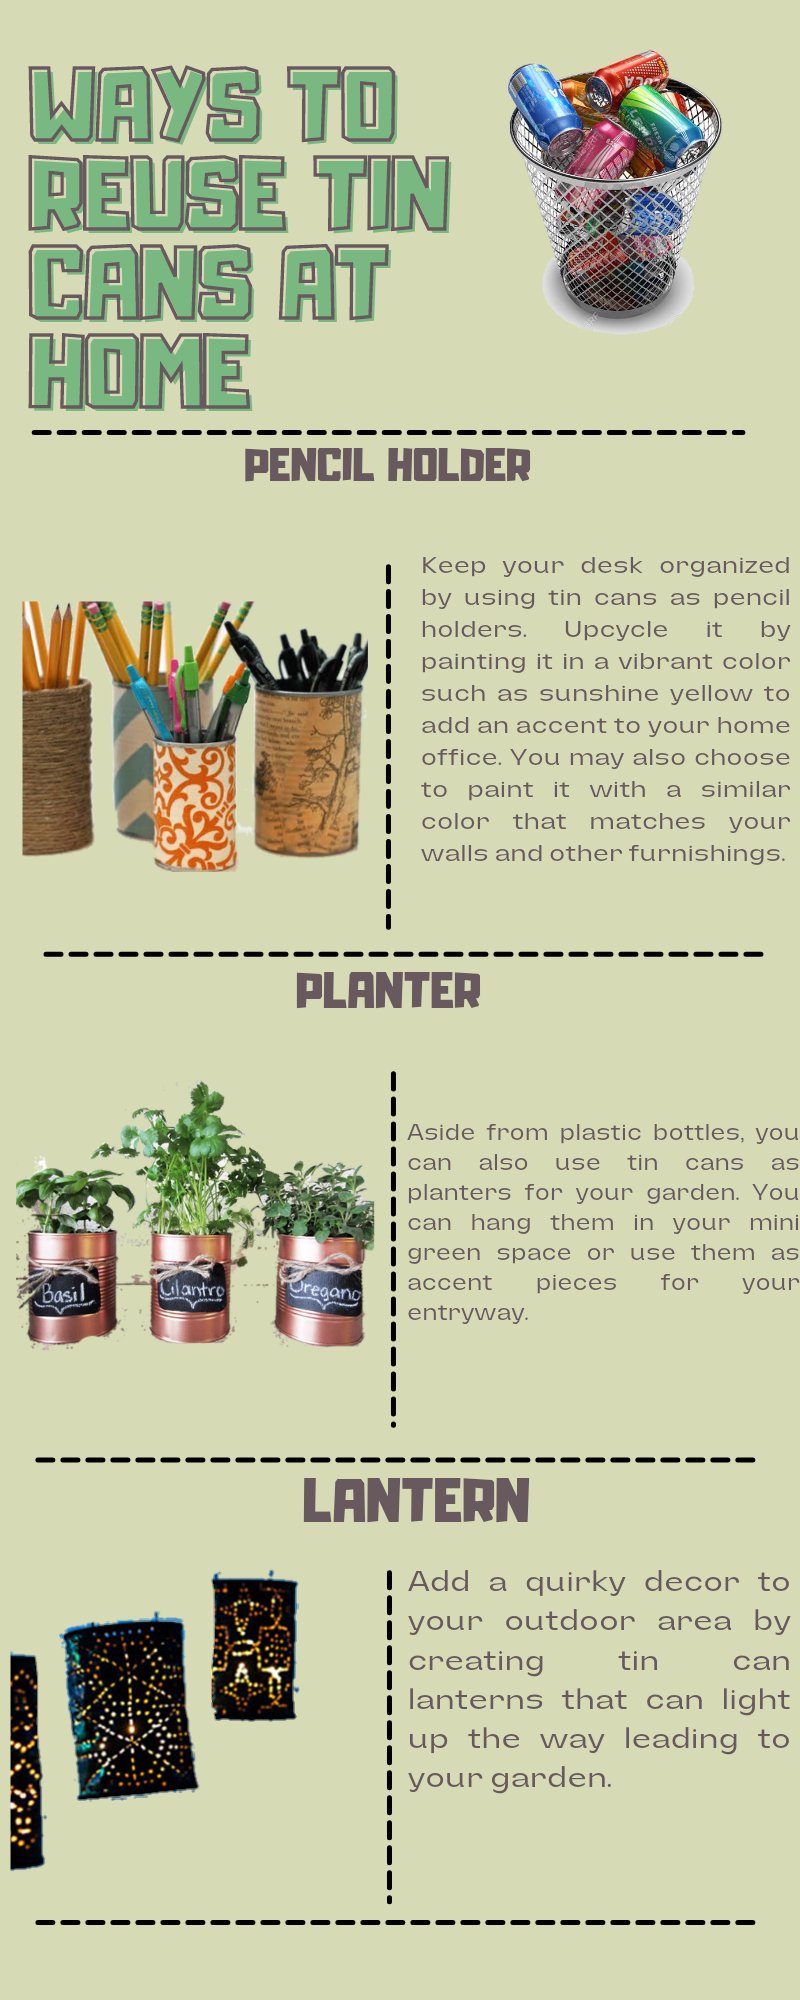 WAYS TO
REUSE TIN
CANS AT
HOME
PENCIL HOLDER
Keep your desk organized
by using tin cans as pencil
holders. Upcycle it by
painting it in a vibrant color
such as sunshine yellow to
add an accent to your home
office. You may also choose
to paint it with a similar
color that matches your
walls and other furnishings.
PLANTER
Aside from plastic bottles, you
can also use tin cans as
planters for your garden. You
can hang them in your mini
green space or use them as
accent pieces for your
entryway.
Basil
Cilantro
Oregano
LANTERN
Add a quirky decor to
your outdoor area by
creating tin can
lanterns that can light
up the way leading to
your garden.